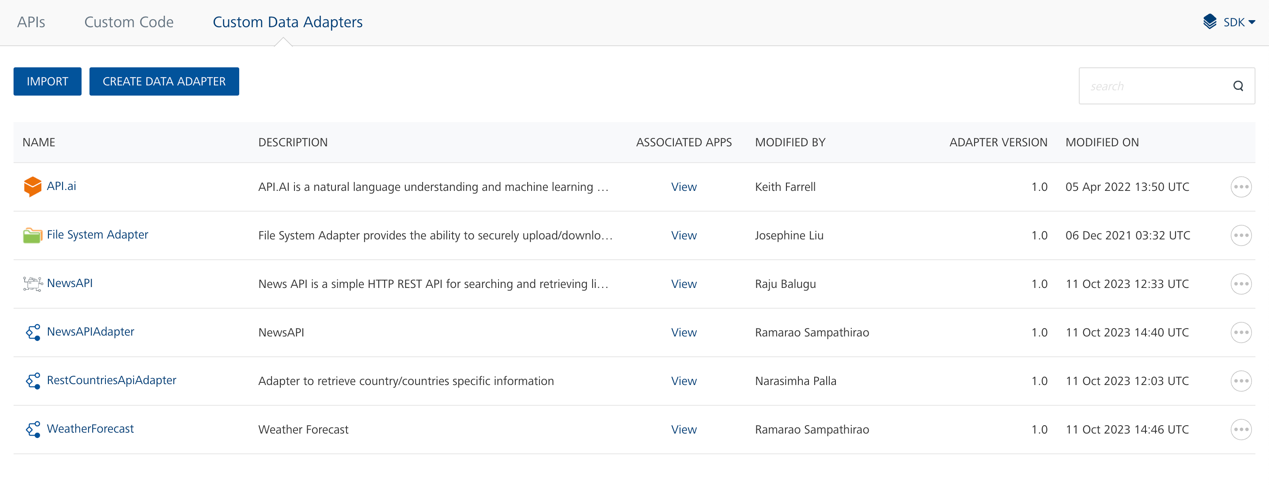 APIs Custom Code Custom Data Adapters SDK
IMPORT CREATE DATA ADAPTER search
NAME DESCRIPTION ASSOCIATED APPS MODIFIED BY ADAPTER VERSION MODIFIED ON
API.ai API.AI is a natural language understanding and machine learning ... View Keith Farrell 1.0 05 Apr 2022 13:50 UTC
File System Adapter File System Adapter provides the ability to securely upload/downlo... View Josephine Liu 1.0 06 Dec 2021 03:32 UTC
NewsAPI News API is a simple HTTP REST API for searching and retrieving li... View Raju Balugu 1.0 11 Oct 2023 12:33 UTC
NewsAPIAdapter NewsAPI View Ramarao Sampathirao 1.0 11 Oct 2023 14:40 UTC
RestCountriesApiAdapter Adapter to retrieve country/countries specific information View Narasimha Palla 1.0 11 Oct 2023 12:03 UTC
WeatherForecast Weather Forecast View Ramarao Sampathirao 1.0 11 Oct 2023 14:46 UTC